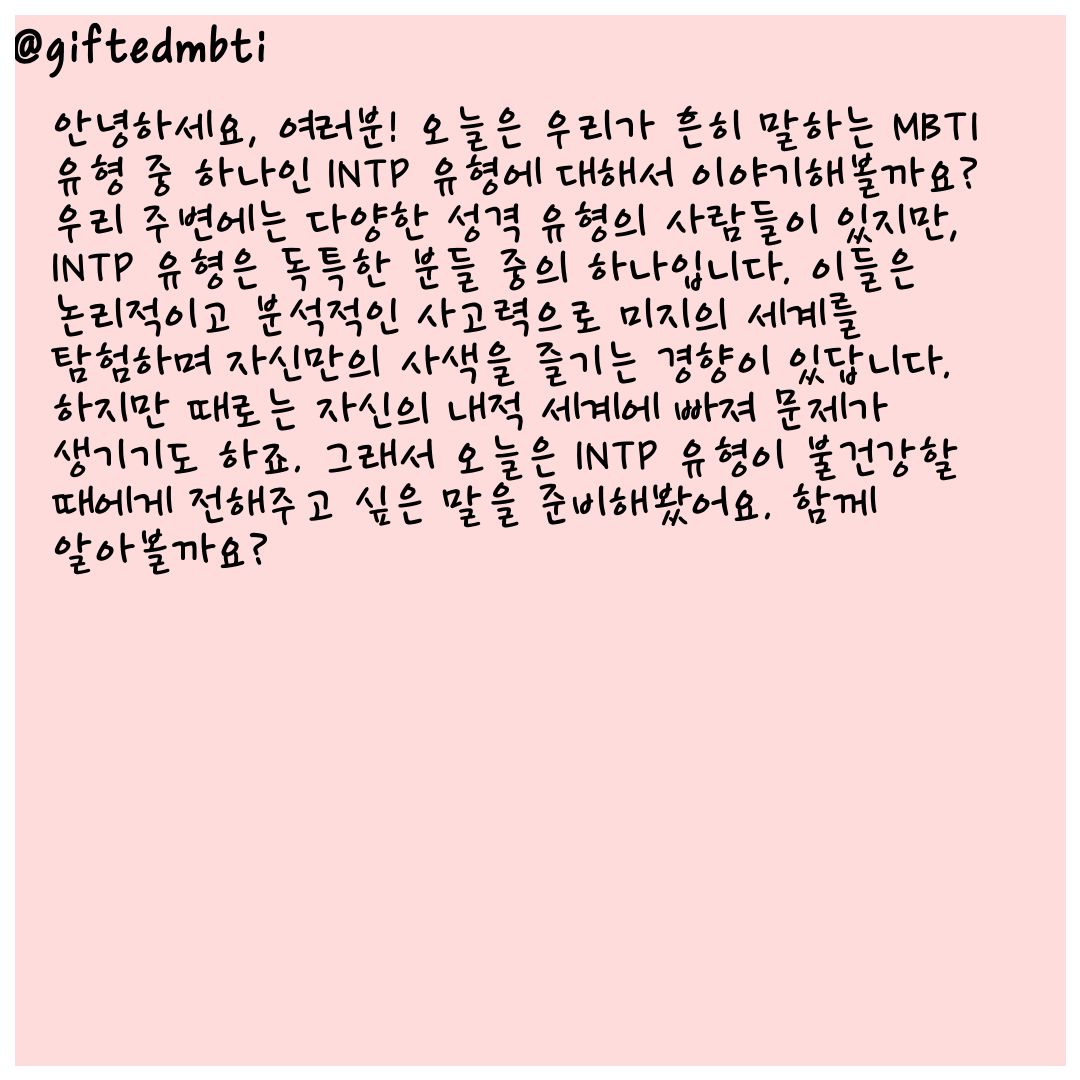 @giftedmbti
안녕하세요, 여러분! 오늘은 우리가 흔히 말하는 MBTI
유형 중 하나인 INTP 유형에 대해서 이야기해볼까요?
우리 주변에는 다양한 성격 유형의 사람들이 있지만,
INTP 유형은 독특한 분들 중의 하나입니다. 이들은
논리적이고 분석적인 사고력으로 미지의 세계를
탐험하며 자신만의 사색을 즐기는 경향이 있답니다.
하지만 때로는 자신의 내적 세계에 빠져 문제가
생기기도 하죠. 그래서 오늘은 INTP 유형이 불건강할
때에게 전해주고 싶은 말을 준비해봤어요. 함께
알아볼까요?